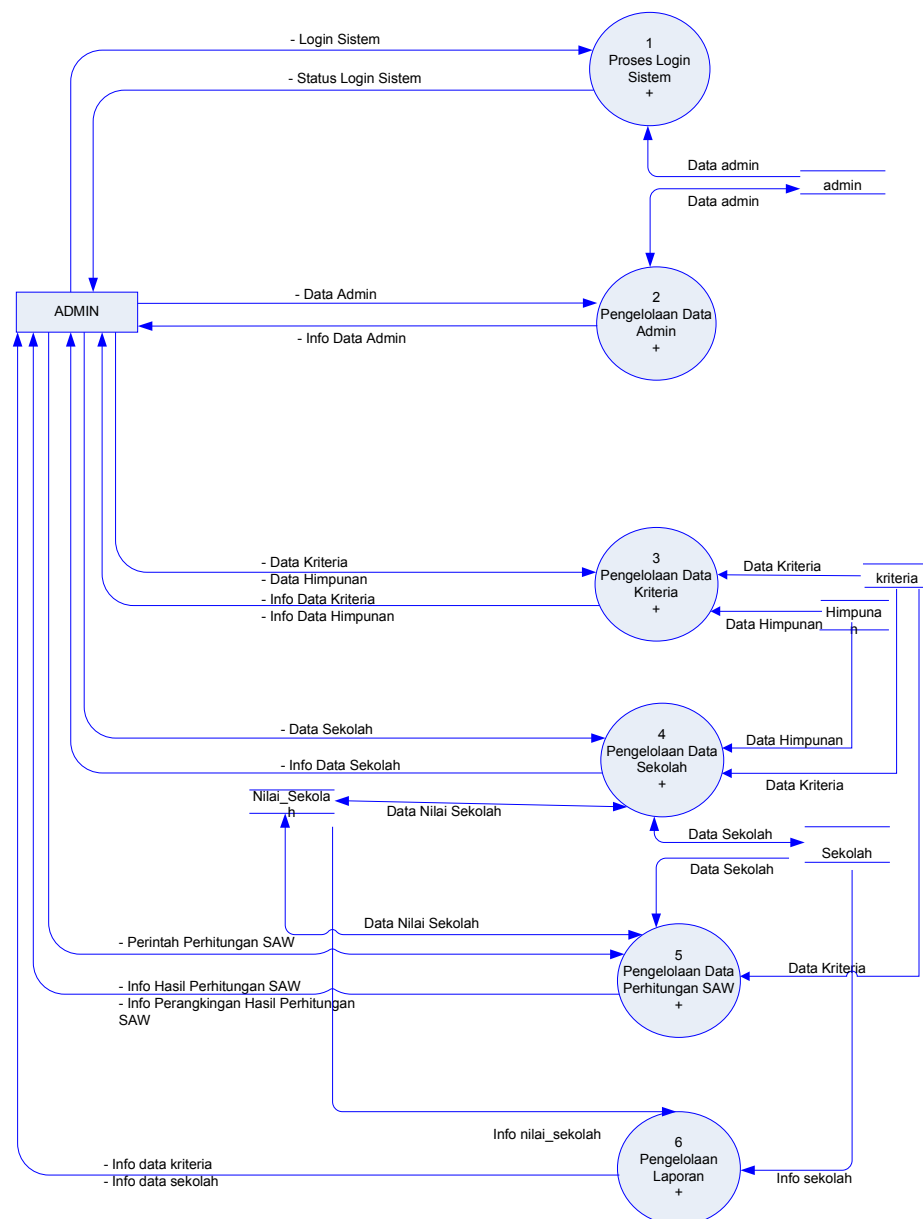 - Login Sistem
1
Proses Login
Sistem
+
- Status Login Sistem
Data admin
admin
Data admin
ADMIN
- Data Admin
- Info Data Admin
2
Pengelolaan Data
Admin
+
- Data Kriteria
- Data Himpunan
- Info Data Kriteria
- Info Data Himpunan
3
Pengelolaan Data
Kriteria
+
Data Kriteria
kriteria
Himpuna
n
Data Himpunan
- Data Sekolah
- Info Data Sekolah
4
Pengelolaan Data
Sekolah
+
Data Himpunan
Data Kriteria
Nilai_Sekola
h
Data Nilai Sekolah
Data Sekolah
Sekolah
Data Sekolah
Data Nilai Sekolah
- Perintah Perhitungan SAW
- Info Hasil Perhitungan SAW
- Info Perangkingan Hasil Perhitungan
SAW
5
Pengelolaan Data
Perhitungan SAW
+
Data Kriteria
Info nilai_sekolah
6
Pengelolaan
Laporan
+
Info sekolah
- Info data kriteria
- Info data sekolah